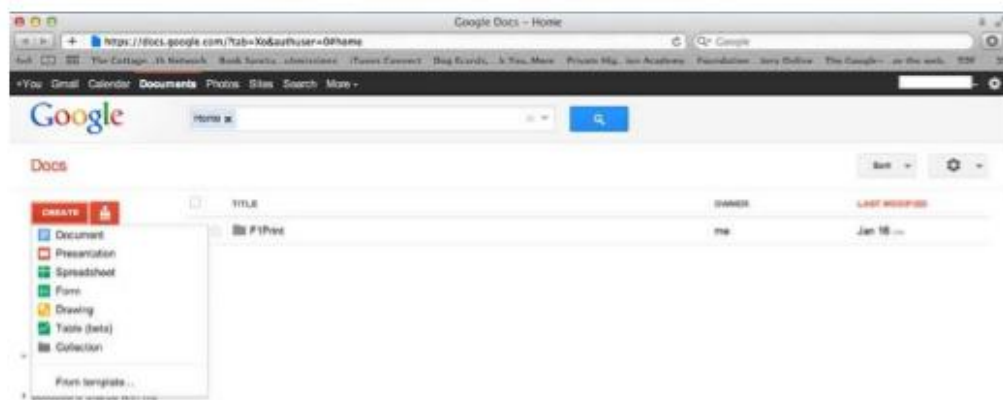 Google Docs - Home
https://docs.google.com/?tab=Xo&authuser=0#home
Google
+You Gmail Calendar Documents Photos Sites Search More
Google
Home
Docs
Sort
CREATE
TITLE
OWNER
LAST MODIFIED
F1Print
me
Jan 16
Document
Presentation
Spreadsheet
Form
Drawing
Table (beta)
Collection
From template...